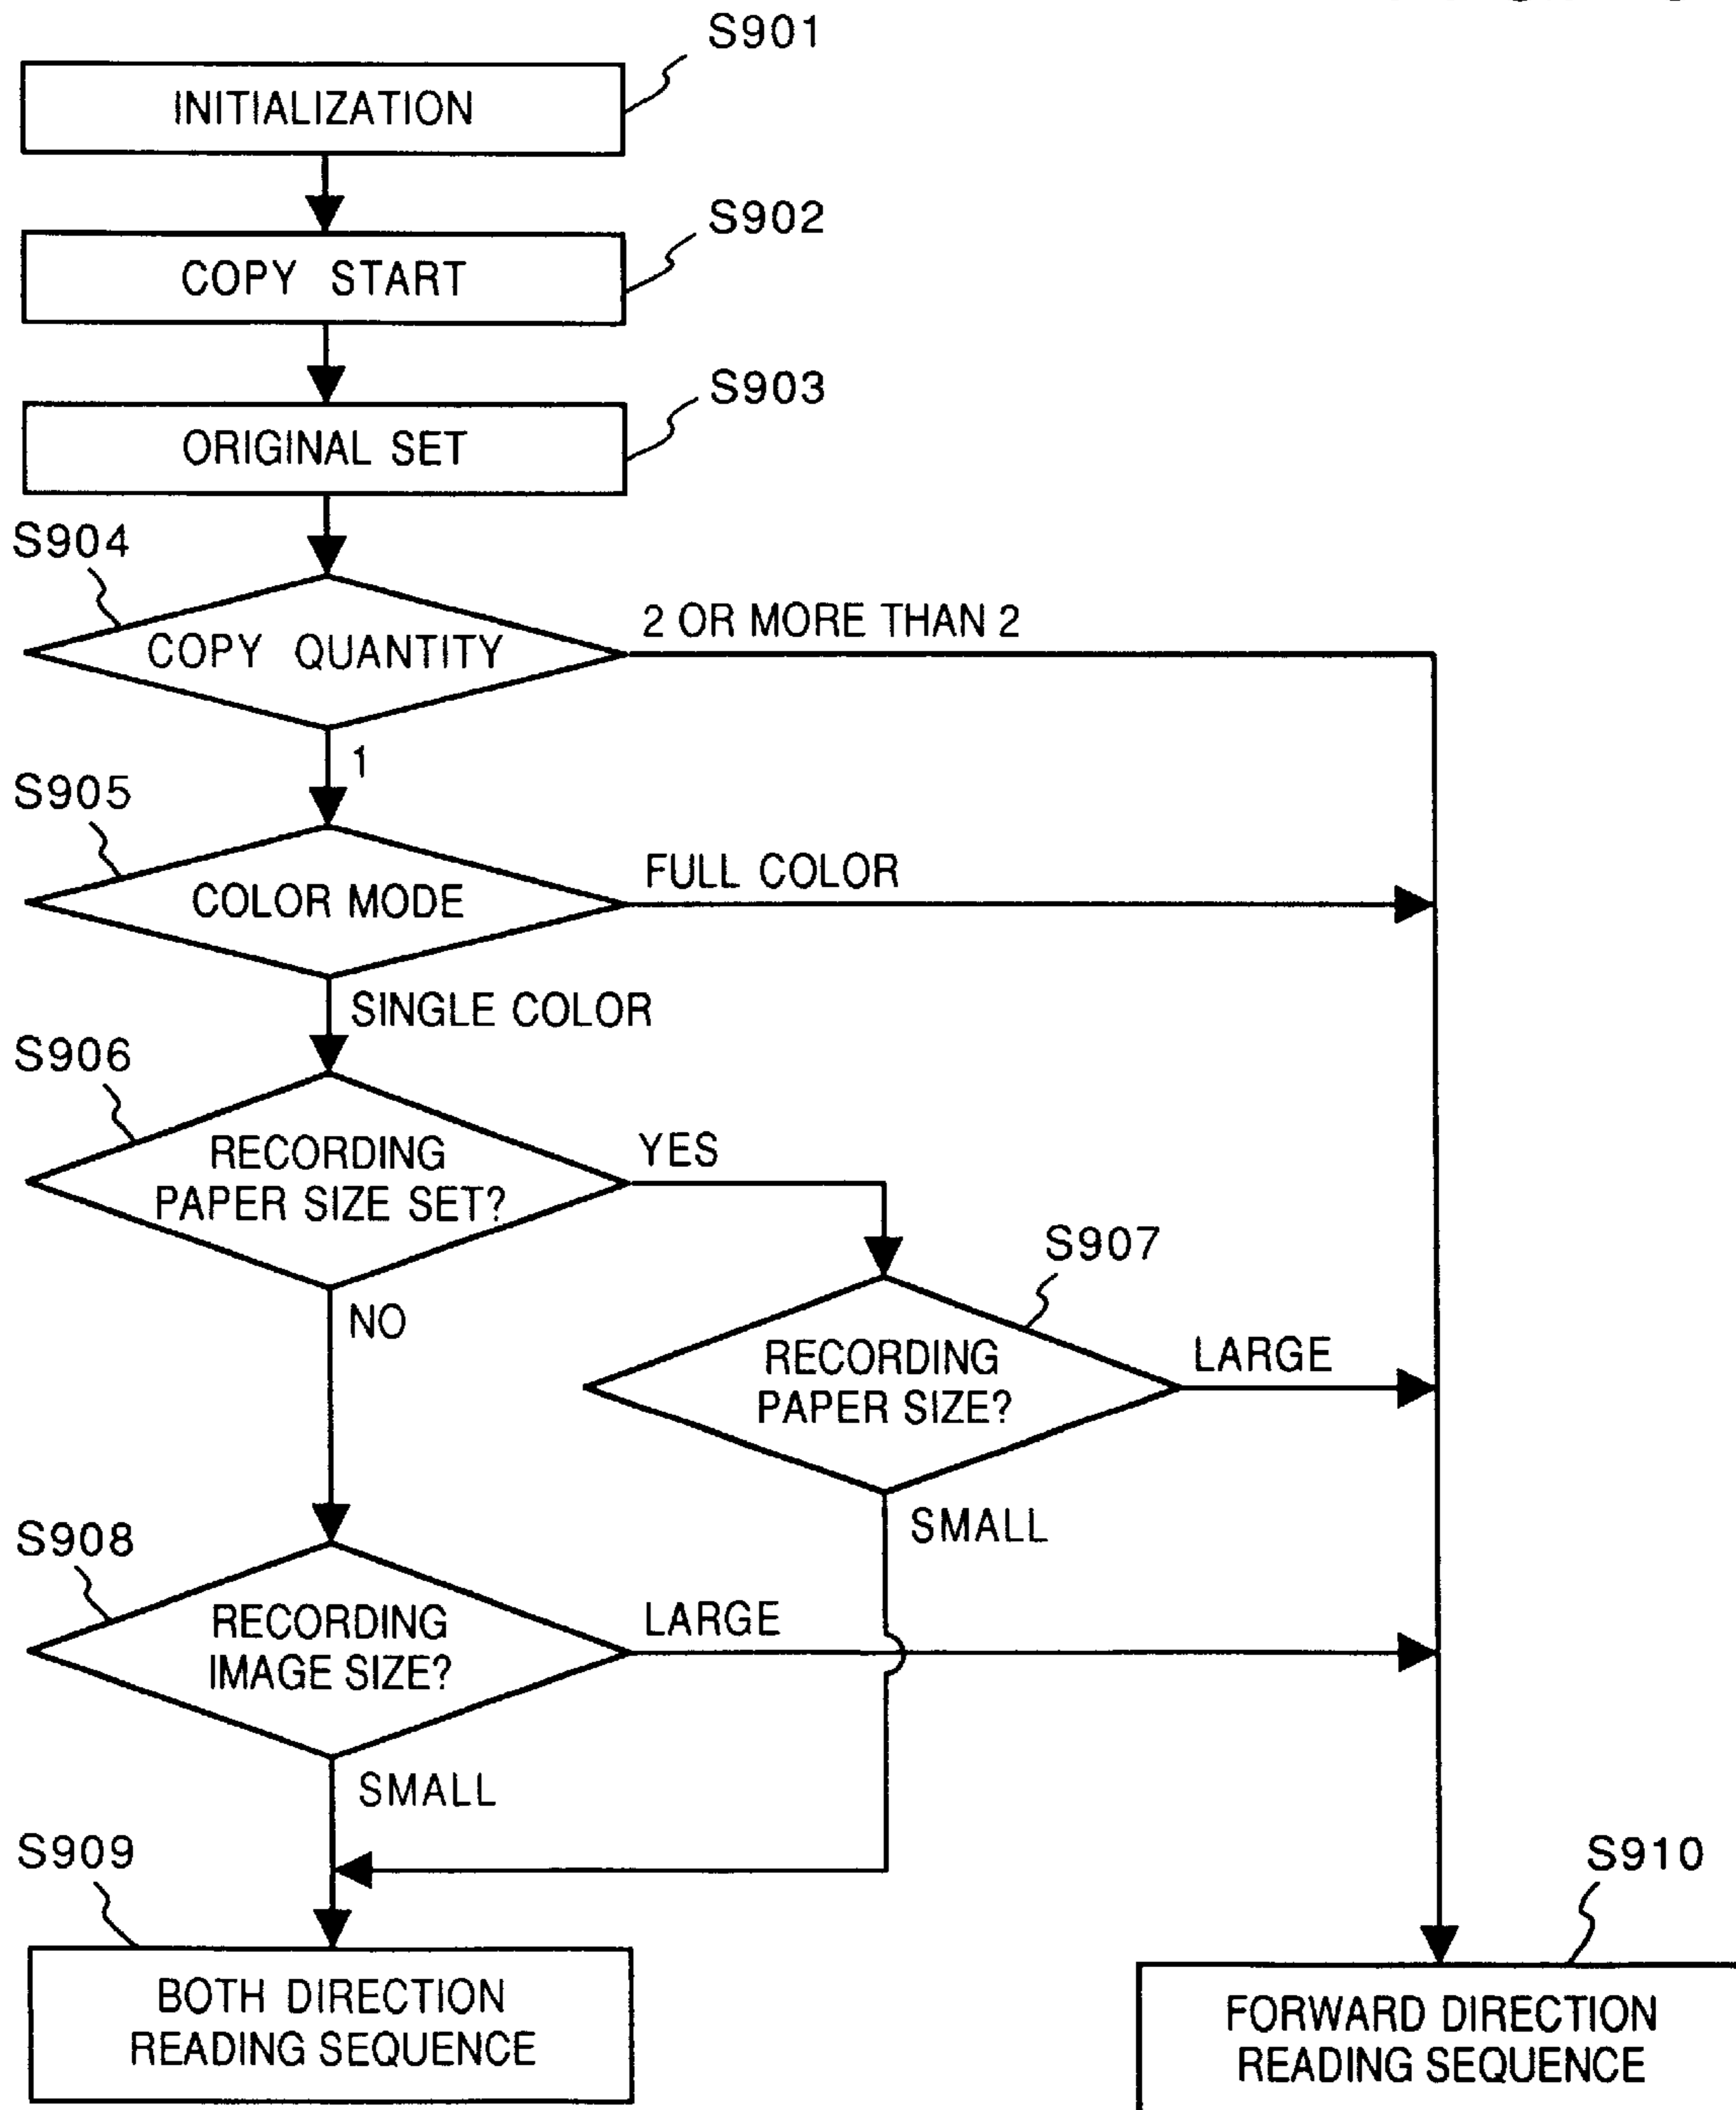 S901
INITIALIZATION
S902
COPY START
S903
ORIGINAL SET
S904
COPY QUANTITY
2 OR MORE THAN 2
1
S905
COLOR MODE
FULL COLOR
SINGLE COLOR
S906
RECORDING
PAPER SIZE SET?
YES
NO
S907
RECORDING
PAPER SIZE?
LARGE
SMALL
S908
RECORDING
IMAGE SIZE?
LARGE
SMALL
S909
BOTH DIRECTION
READING SEQUENCE
S910
FORWARD DIRECTION
READING SEQUENCE